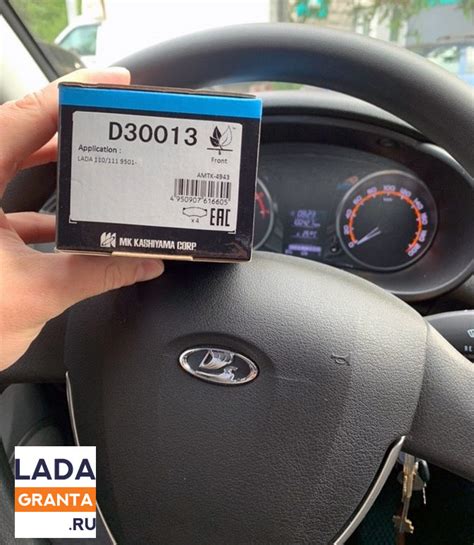 D30013
Front
Application :
LADA 110/111 9501-
AMTK-4943
4 950907 616605
x4
EAC
MK KASHIYAMA CORP
LADA
GRANTA
.RU